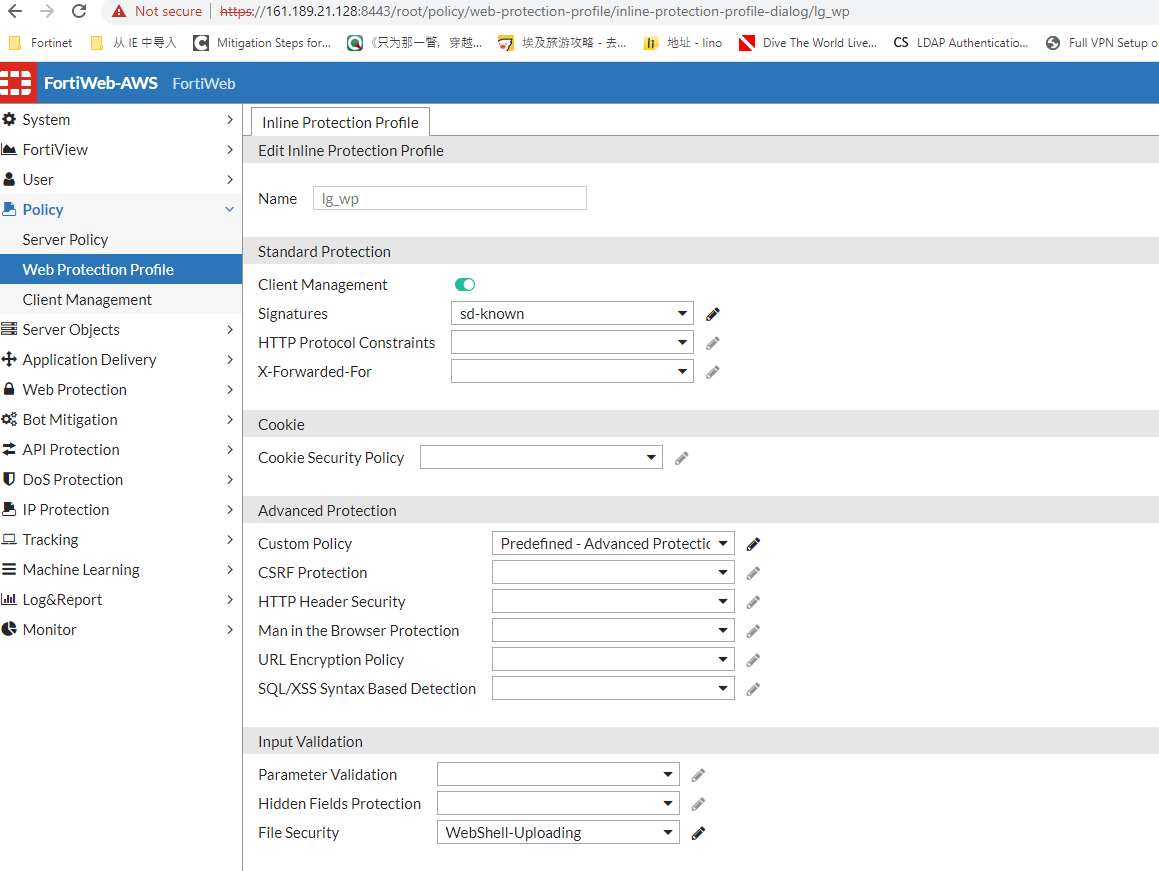 Not secure https://161.189.21.128:8443/root/policy/web-protection-profile/inline-protection-profile-dialog/lg_wp
Fortinet 从 IE 中导入 Mitigation Steps for... 《只为那一瞥，穿越... 埃及旅游攻略 - 去... 地址 - lino Dive The World Live... CS LDAP Authenticatio... Full VPN Setup o
FortiWeb-AWS FortiWeb
System
FortiView
User
Policy
Server Policy
Web Protection Profile
Client Management
Server Objects
Application Delivery
Web Protection
Bot Mitigation
API Protection
DoS Protection
IP Protection
Tracking
Machine Learning
Log&Report
Monitor
Inline Protection Profile
Edit Inline Protection Profile
Name lg_wp
Standard Protection
Client Management
Signatures sd-known
HTTP Protocol Constraints
X-Forwarded-For
Cookie
Cookie Security Policy
Advanced Protection
Custom Policy Predefined - Advanced Protectic
CSRF Protection
HTTP Header Security
Man in the Browser Protection
URL Encryption Policy
SQL/XSS Syntax Based Detection
Input Validation
Parameter Validation
Hidden Fields Protection
File Security WebShell-Uploading